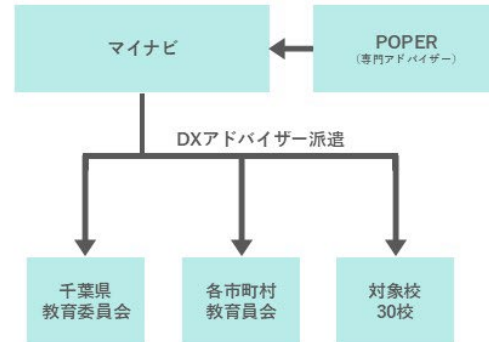 マイナビ
POPER
（専門アドバイザー）
DXアドバイザー派遣
千葉県
教育委員会
各市町村
教育員会
対象校
30校